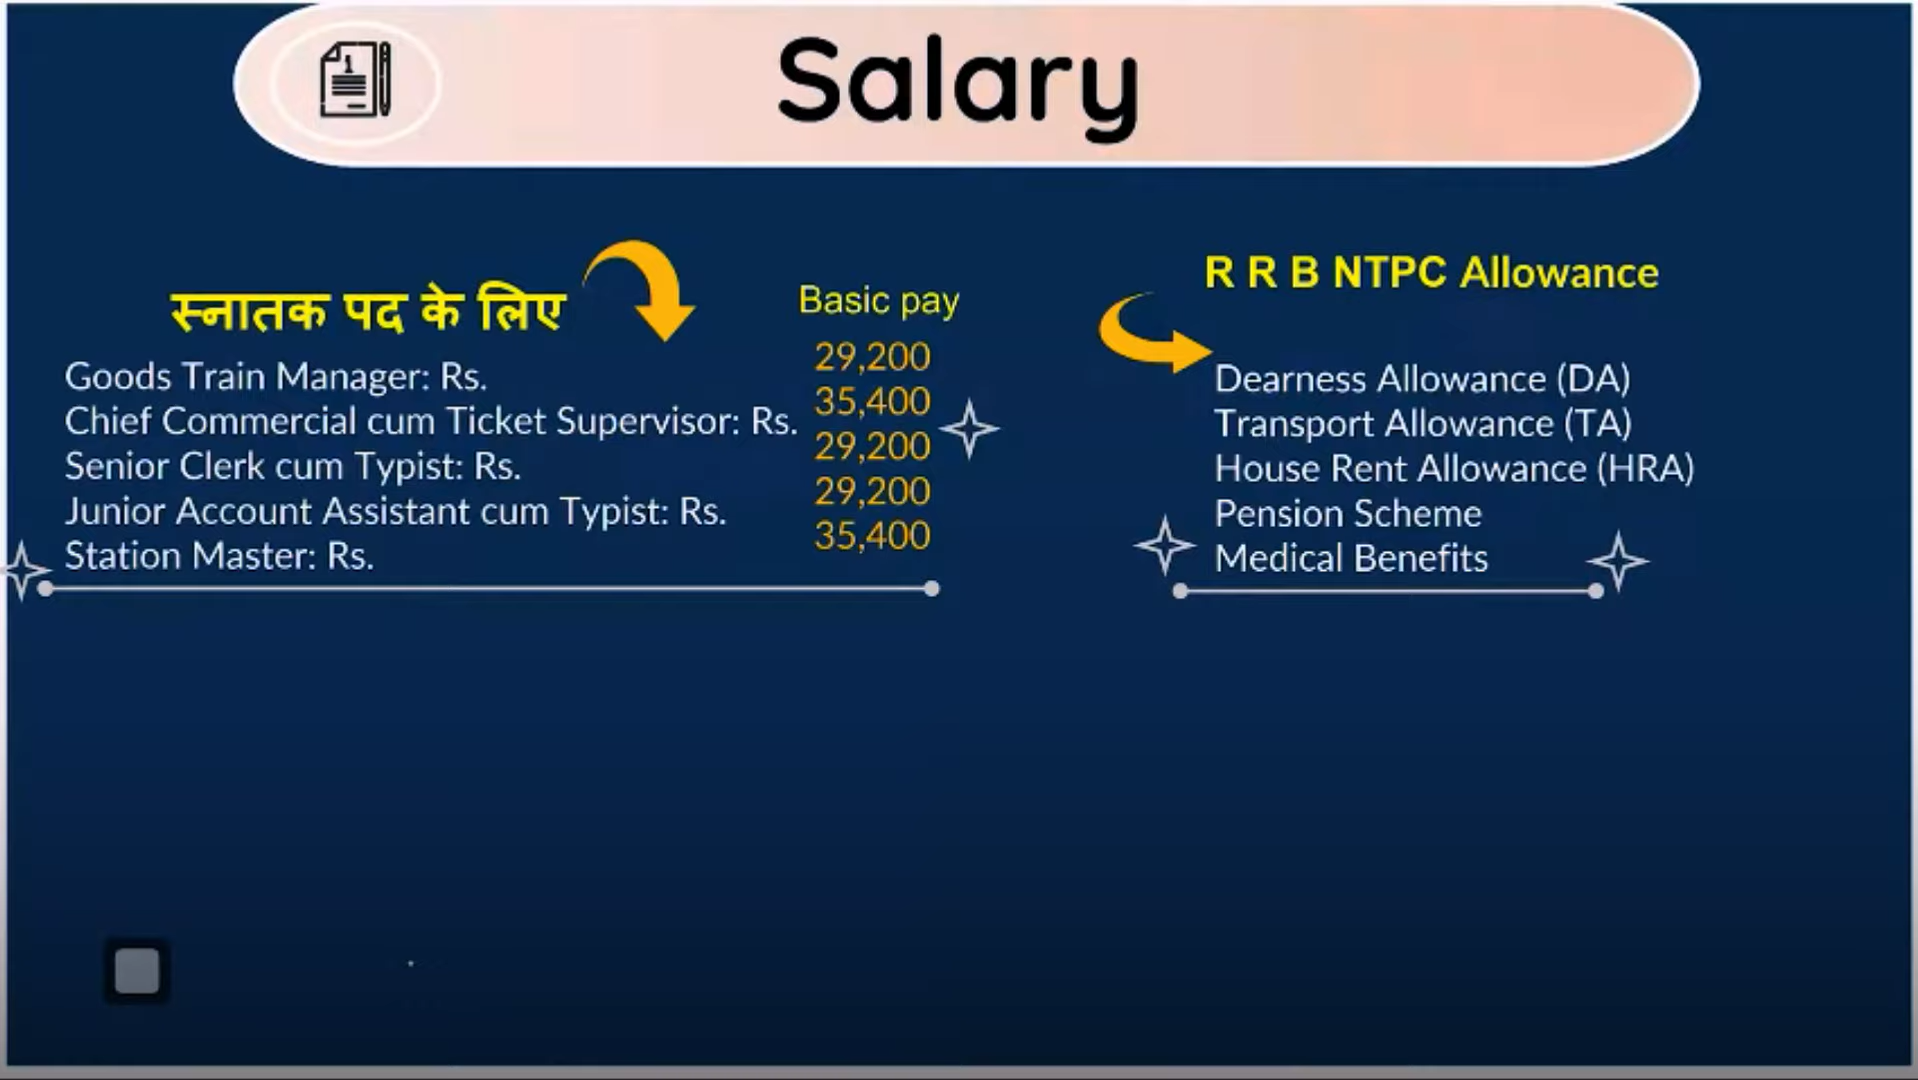 Salary
स्नातक पद के लिए
Basic pay
Goods Train Manager: Rs. 29,200
Chief Commercial cum Ticket Supervisor: Rs. 35,400
Senior Clerk cum Typist: Rs. 29,200
Junior Account Assistant cum Typist: Rs. 29,200
Station Master: Rs. 35,400
R R B NTPC Allowance
Dearness Allowance (DA)
Transport Allowance (TA)
House Rent Allowance (HRA)
Pension Scheme
Medical Benefits